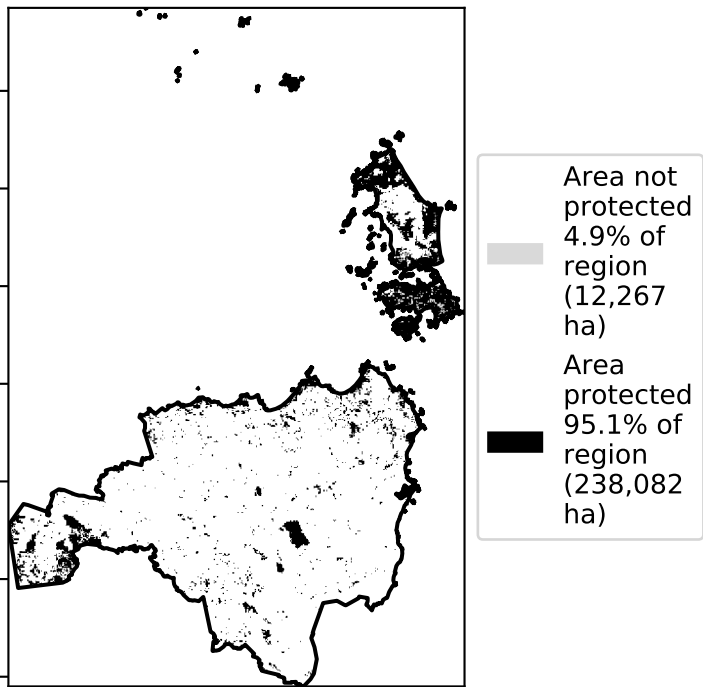 Area not
protected
4.9% of
region
(12,267
ha)
Area
protected
95.1% of
region
(238,082
ha)